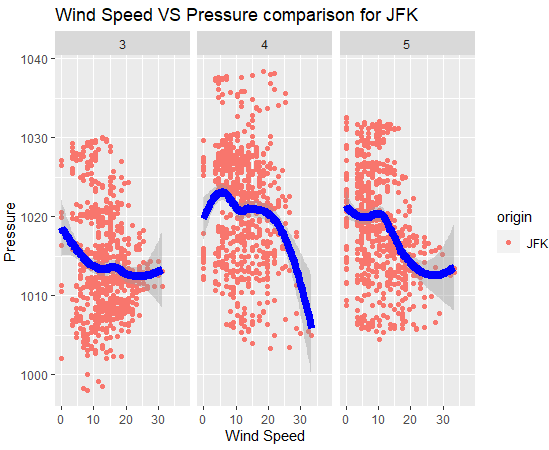 Wind Speed VS Pressure comparison for JFK
3 4 5
1040
1030
1020
1010
1000
Pressure
0 10 20 30 0 10 20 30 0 10 20 30
Wind Speed
origin
JFK